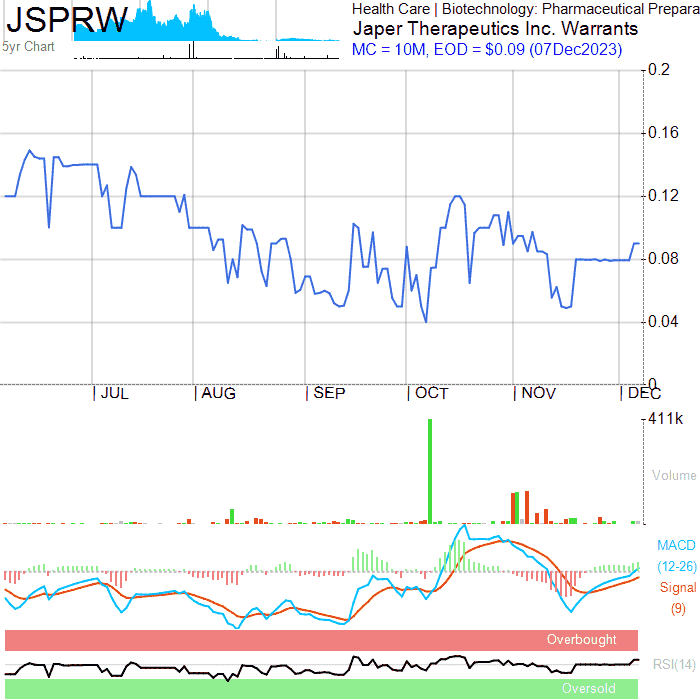 JSPRW
5yr Chart
Health Care | Biotechnology: Pharmaceutical Prepara
Japer Therapeutics Inc. Warrants
MC = 10M, EOD = $0.09 (07Dec2023)
0.2
0.16
0.12
0.08
0.04
0
JUL AUG SEP OCT NOV DEC
411k
Volume
MACD
(12-26)
Signal
(9)
Overbought
RSI(14)
Oversold